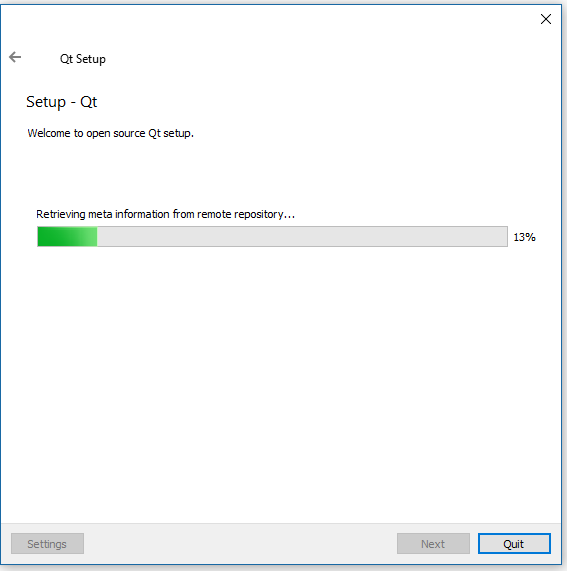 Qt Setup
Setup - Qt
Welcome to open source Qt setup.
Retrieving meta information from remote repository...
13%
Settings
Next
Quit